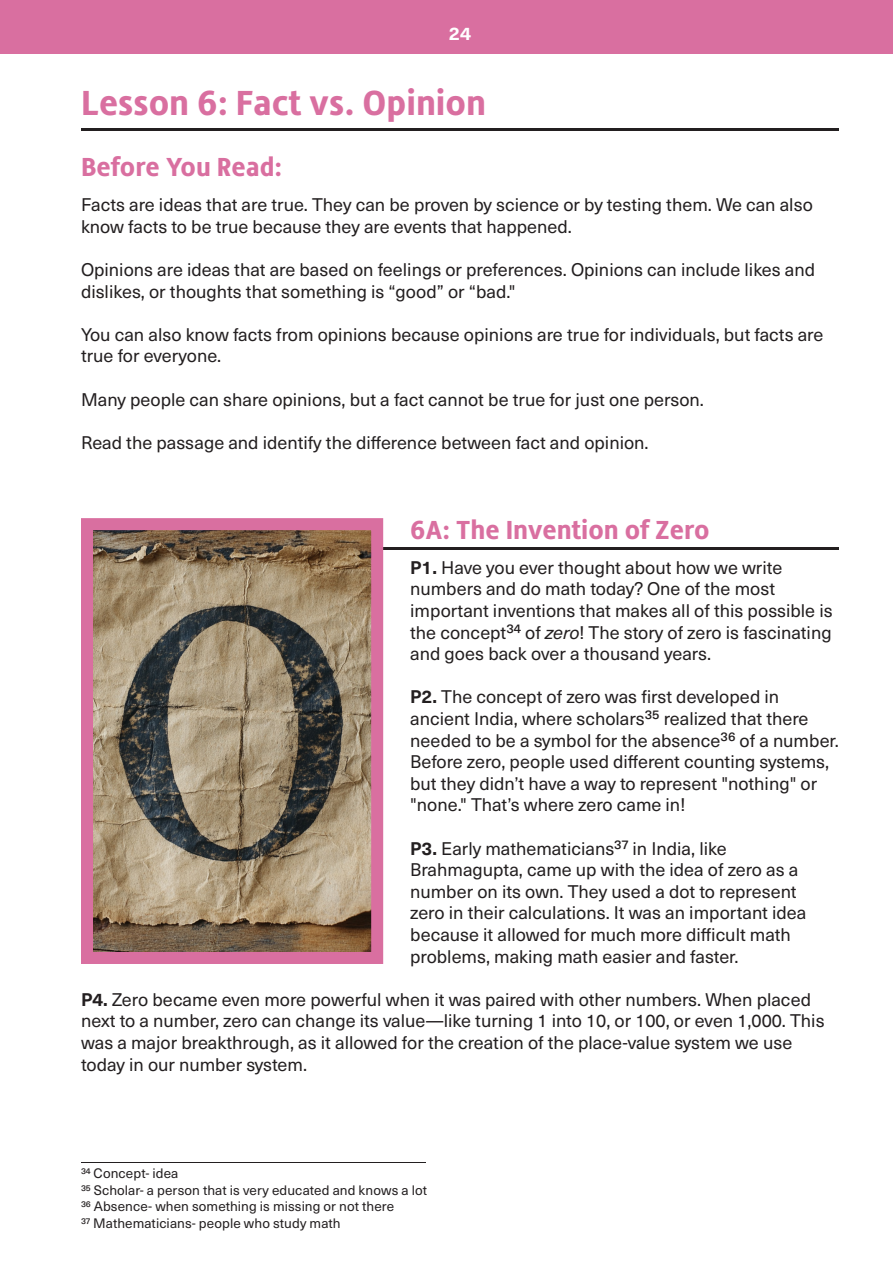 24
Lesson 6: Fact vs. Opinion
Before You Read:
Facts are ideas that are true. They can be proven by science or by testing them. We can also
know facts to be true because they are events that happened.
Opinions are ideas that are based on feelings or preferences. Opinions can include likes and
dislikes, or thoughts that something is “good” or “bad."
You can also know facts from opinions because opinions are true for individuals, but facts are
true for everyone.
Many people can share opinions, but a fact cannot be true for just one person.
Read the passage and identify the difference between fact and opinion.
0
6A: The Invention of Zero
P1. Have you ever thought about how we write
numbers and do math today? One of the most
important inventions that makes all of this possible is
the concept³⁴ of zero! The story of zero is fascinating
and goes back over a thousand years.
P2. The concept of zero was first developed in
ancient India, where scholars³⁵ realized that there
needed to be a symbol for the absence³⁶ of a number.
Before zero, people used different counting systems,
but they didn’t have a way to represent "nothing" or
"none." That’s where zero came in!
P3. Early mathematicians³⁷ in India, like
Brahmagupta, came up with the idea of zero as a
number on its own. They used a dot to represent
zero in their calculations. It was an important idea
because it allowed for much more difficult math
problems, making math easier and faster.
P4. Zero became even more powerful when it was paired with other numbers. When placed
next to a number, zero can change its value—like turning 1 into 10, or 100, or even 1,000. This
was a major breakthrough, as it allowed for the creation of the place-value system we use
today in our number system.
³⁴ Concept- idea
³⁵ Scholar- a person that is very educated and knows a lot
³⁶ Absence- when something is missing or not there
³⁷ Mathematicians- people who study math